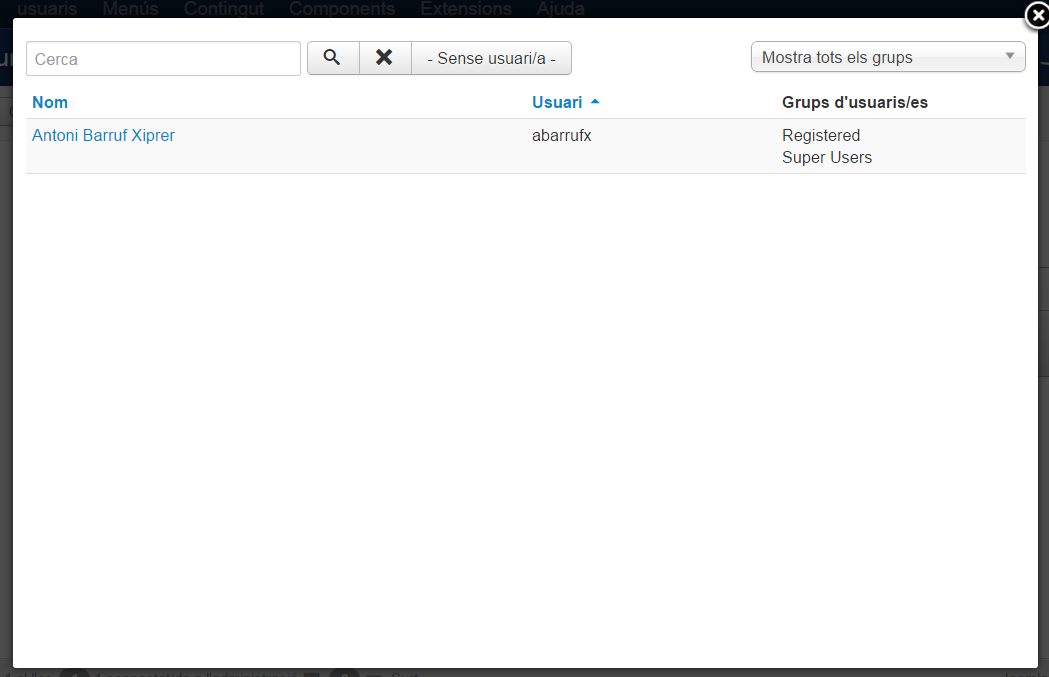 usuaris Menús Contingut Components Extensions Ajuda
Cerca - Sense usuari/a - Mostra tots els grups
Nom Usuari Grups d'usuaris/es
Antoni Barruf Xiprer abarrufx Registered
Super Users